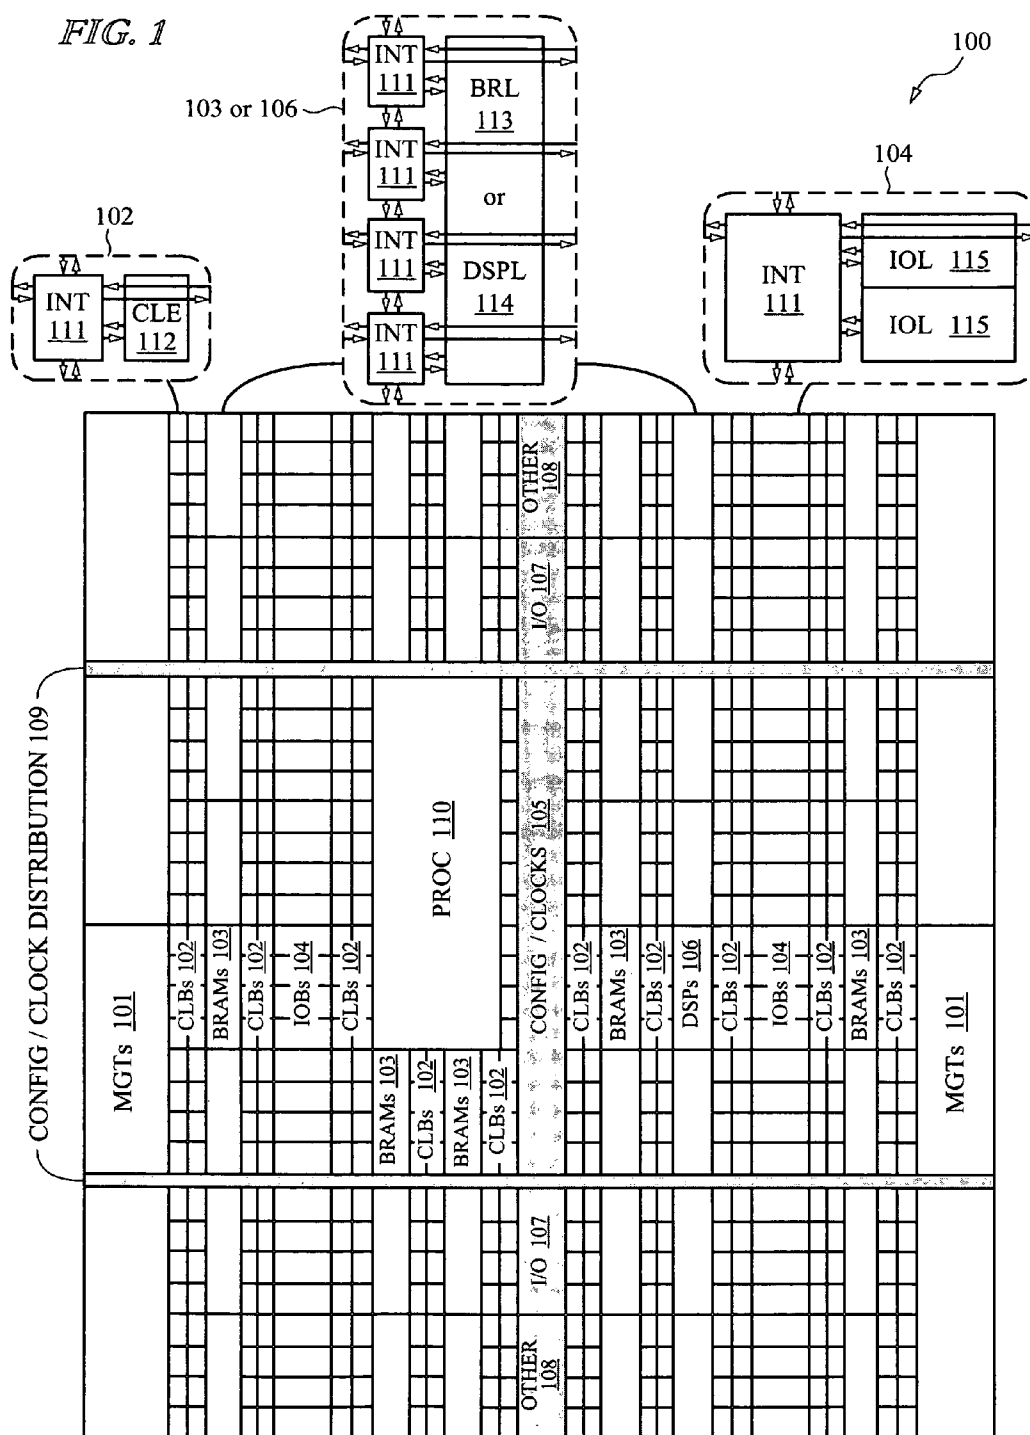 FIG. 1
100
103 or 106
104
102
INT
111
INT
111
INT
111
INT
111
BRL
113
or
DSPL
114
INT
111
CLE
112
INT
111
IOL 115
IOL 115
OTHER
108
I/O 107
CONFIG / CLOCK DISTRIBUTION 109
PROC 110
CONFIG / CLOCKS 105
MGTs 101
CLBs 102
BRAMs 103
CLBs 102
IOBs 104
CLBs 102
BRAMs 103
CLBs 102
BRAMs 103
CLBs 102
CLBs 102
BRAMs 103
CLBs 102
DSPs 106
CLBs 102
IOBs 104
CLBs 102
BRAMs 103
CLBs 102
MGTs 101
I/O 107
OTHER
108